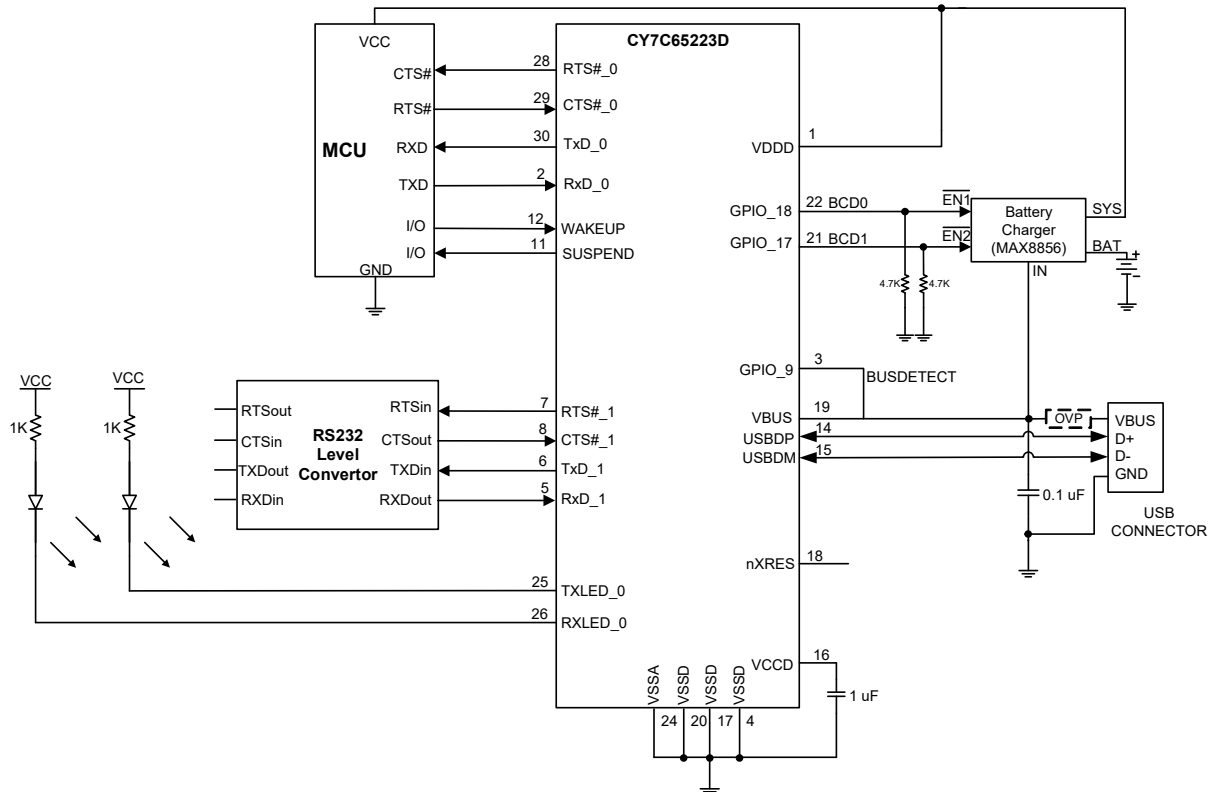 CY7C65223D
VCC
CTS#
RTS#
MCU
RXD
TXD
I/O
I/O
GND
28
RTS#_0
29
CTS#_0
30
TxD_0
2
RxD_0
12
WAKEUP
11
SUSPEND
1
VDDD
22 BCD0
GPIO_18
21 BCD1
GPIO_17
EN1
EN2
Battery
Charger
(MAX8856)
SYS
BAT
+
-
IN
4.7K
4.7K
3
GPIO_9
BUSDETECT
19
VBUS
14
USBDP
15
USBDM
OVP
VBUS
D+
D-
GND
0.1 uF
USB
CONNECTOR
VCC
VCC
1K
1K
RTSout
CTSin
TXDout
RXDin
RS232
Level
Convertor
RTSin
CTSout
TXDin
RXDout
7
RTS#_1
8
CTS#_1
6
TxD_1
5
RxD_1
25
TXLED_0
26
RXLED_0
nXRES
18
VCCD
16
1 uF
VSSA
VSSD
VSSD
VSSD
24
20
17
4